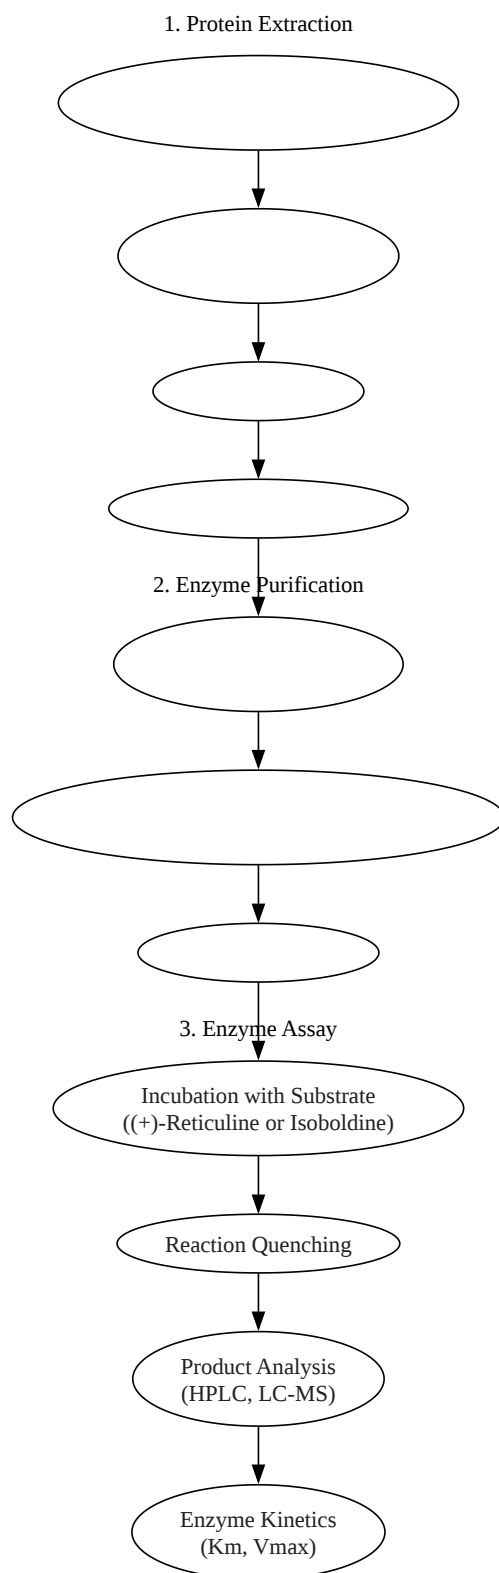 1. Protein Extraction
2. Enzyme Purification
3. Enzyme Assay
Incubation with Substrate
((+)-Reticuline or Isoboldine)
Reaction Quenching
Product Analysis
(HPLC, LC-MS)
Enzyme Kinetics
(Km, Vmax)